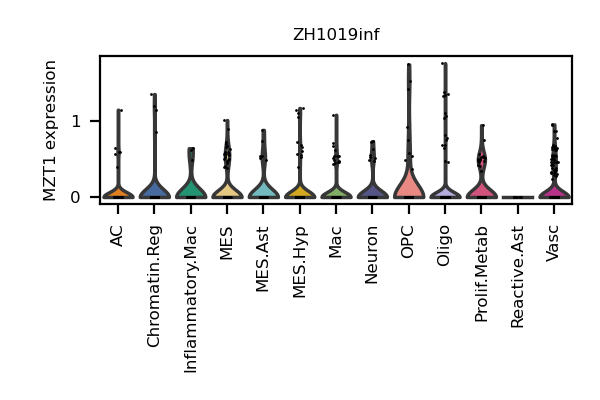 ZH1019inf
MZT1 expression
1
0
AC
Chromatin.Reg
Inflammatory.Mac
MES
MES.Ast
MES.Hyp
Mac
Neuron
OPC
Oligo
Prolif.Metab
Reactive.Ast
Vasc